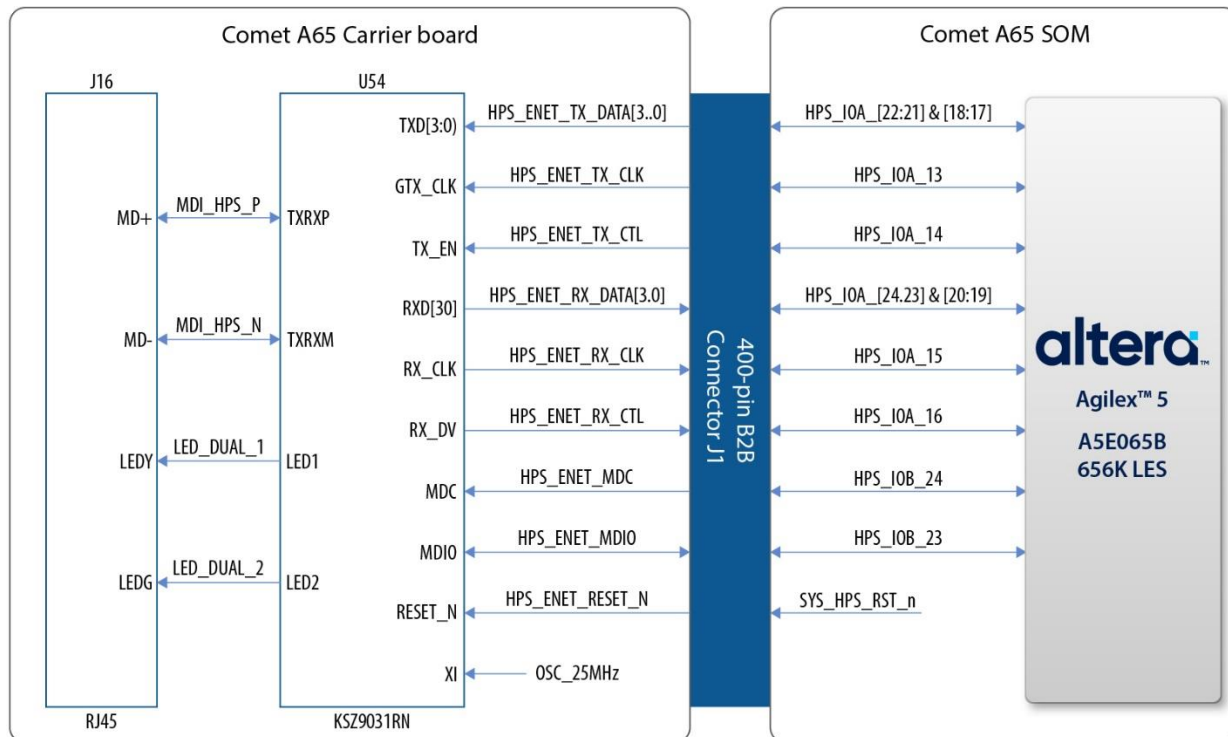 Comet A65 Carrier board
Comet A65 SOM
J16
U54
TXD[3:0)
HPS_ENET_TX_DATA[3..0]
HPS_IOA_[22:21] & [18:17]
GTX_CLK
HPS_ENET_TX_CLK
HPS_IOA_13
MD+
MDI_HPS_P
TXRXP
TX_EN
HPS_ENET_TX_CTL
HPS_IOA_14
RXD[30]
HPS_ENET_RX_DATA[3.0]
HPS_IOA_[24.23] & [20:19]
MD-
MDI_HPS_N
TXRXM
RX_CLK
HPS_ENET_RX_CLK
HPS_IOA_15
RX_DV
HPS_ENET_RX_CTL
HPS_IOA_16
LEDY
LED_DUAL_1
LED1
MDC
HPS_ENET_MDC
HPS_IOB_24
MDIO
HPS_ENET_MDIO
HPS_IOB_23
LEDG
LED_DUAL_2
LED2
RESET_N
HPS_ENET_RESET_N
SYS_HPS_RST_n
XI
OSC_25MHz
RJ45
KSZ9031RN
400-pin B2B
Connector J1
altera™
Agilex™ 5
A5E065B
656K LES